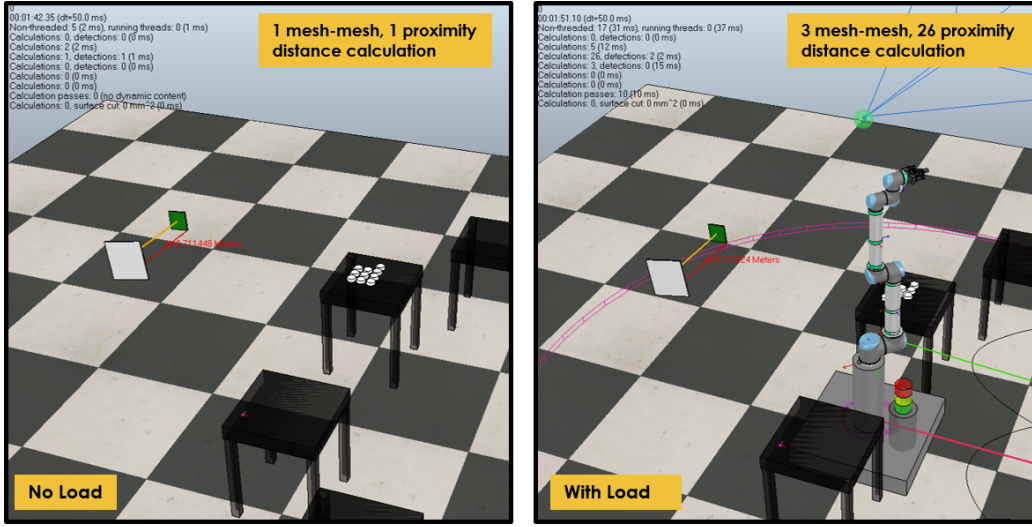 0
00:01:42.35 (dt=50.0 ms)
Non-threaded: 5 (2 ms), running threads: 0 (1 ms)
Calculations: 0, detections: 0 (0 ms)
Calculations: 2 (2 ms)
Calculations: 1, detections: 1 (1 ms)
Calculations: 0, detections: 0 (0 ms)
Calculations: 0 (0 ms)
Calculations: 0 (0 ms)
Calculation passes: 0 (no dynamic content)
Calculations: 0, surface cut: 0 mm^2 (0 ms)
1 mesh-mesh, 1 proximity
distance calculation
711448 Meters
No Load
0
00:01:51.10 (dt=50.0 ms)
Non-threaded: 17 (31 ms), running threads: 0 (37 ms)
Calculations: 0, detections: 0 (0 ms)
Calculations: 5 (12 ms)
Calculations: 26, detections: 2 (2 ms)
Calculations: 3, detections: 0 (15 ms)
Calculations: 0 (0 ms)
Calculations: 0 (0 ms)
Calculation passes: 10 (10 ms)
Calculations: 0, surface cut: 0 mm^2 (0 ms)
3 mesh-mesh, 26 proximity
distance calculation
Meters
With Load